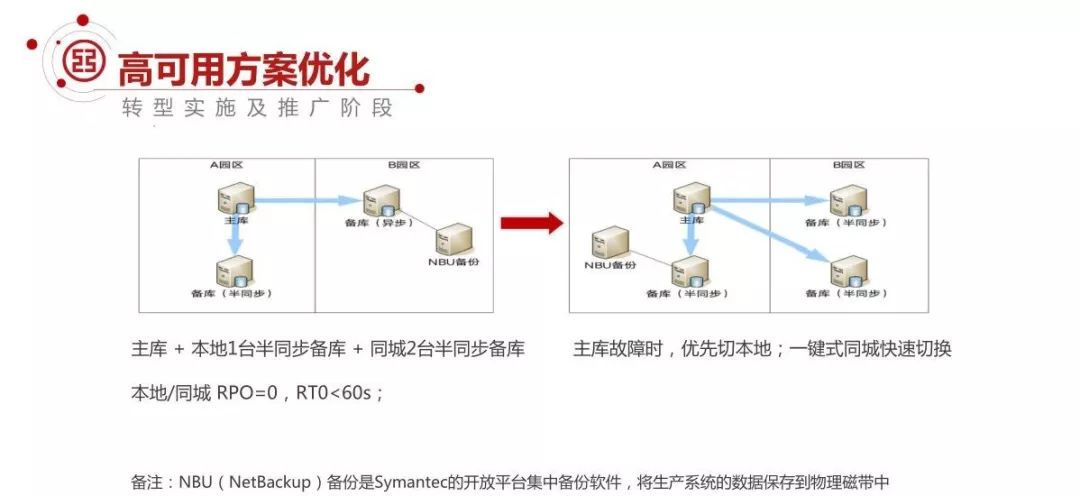 高可用方案优化
转型实施及推广阶段
A园区 B园区
主库
备库（异步）
NBU备份
备库（半同步）
A园区 B园区
主库
备库（半同步）
NBU备份
备库（半同步）
备库（半同步）
主库 + 本地1台半同步备库 + 同城2台半同步备库
主库故障时，优先切本地；一键式同城快速切换
本地/同城 RPO=0，RT0<60s；
备注：NBU（NetBackup）备份是Symantec的开放平台集中备份软件，将生产系统的数据保存到物理磁带中